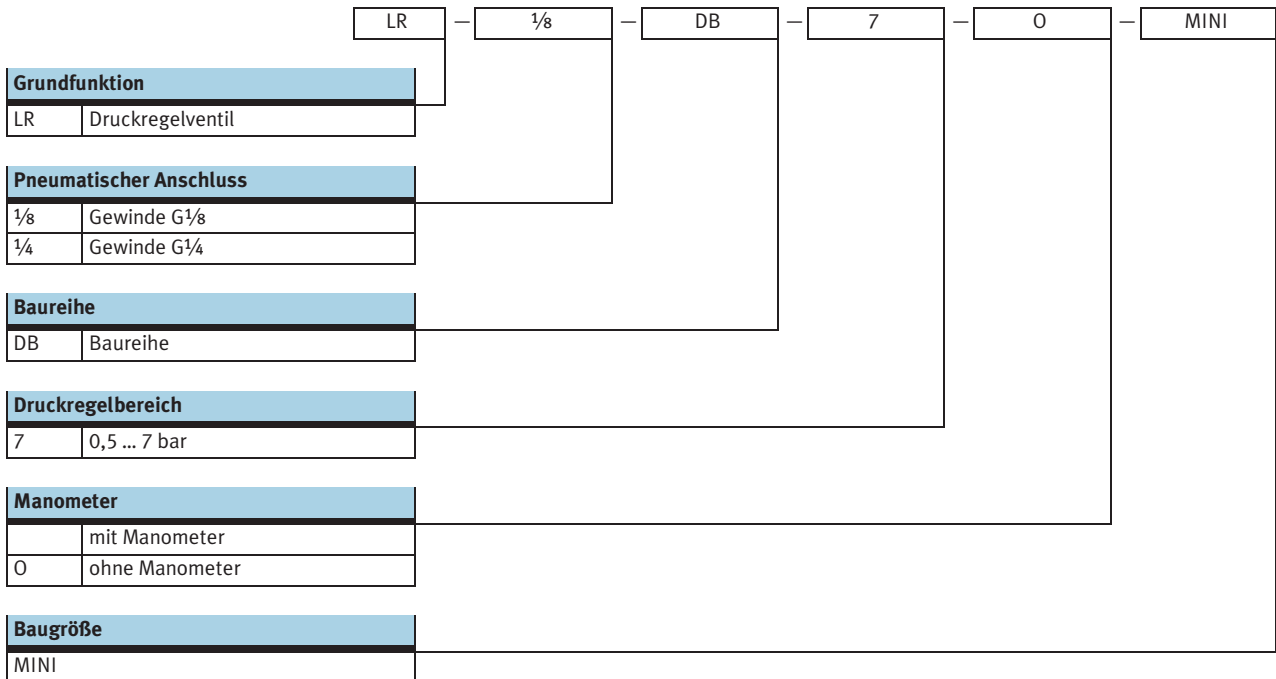 LR — ⅛ — DB — 7 — O — MINI
Grundfunktion
LR Druckregelventil
Pneumatischer Anschluss
⅛ Gewinde G⅛
¼ Gewinde G¼
Baureihe
DB Baureihe
Druckregelbereich
7 0,5 ... 7 bar
Manometer
mit Manometer
O ohne Manometer
Baugröße
MINI